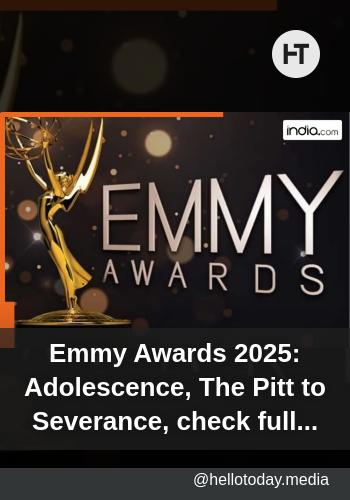 HT
india.com
EMMY
AWARDS
Emmy Awards 2025:
Adolescence, The Pitt to
Severance, check full...
@hellotoday.media